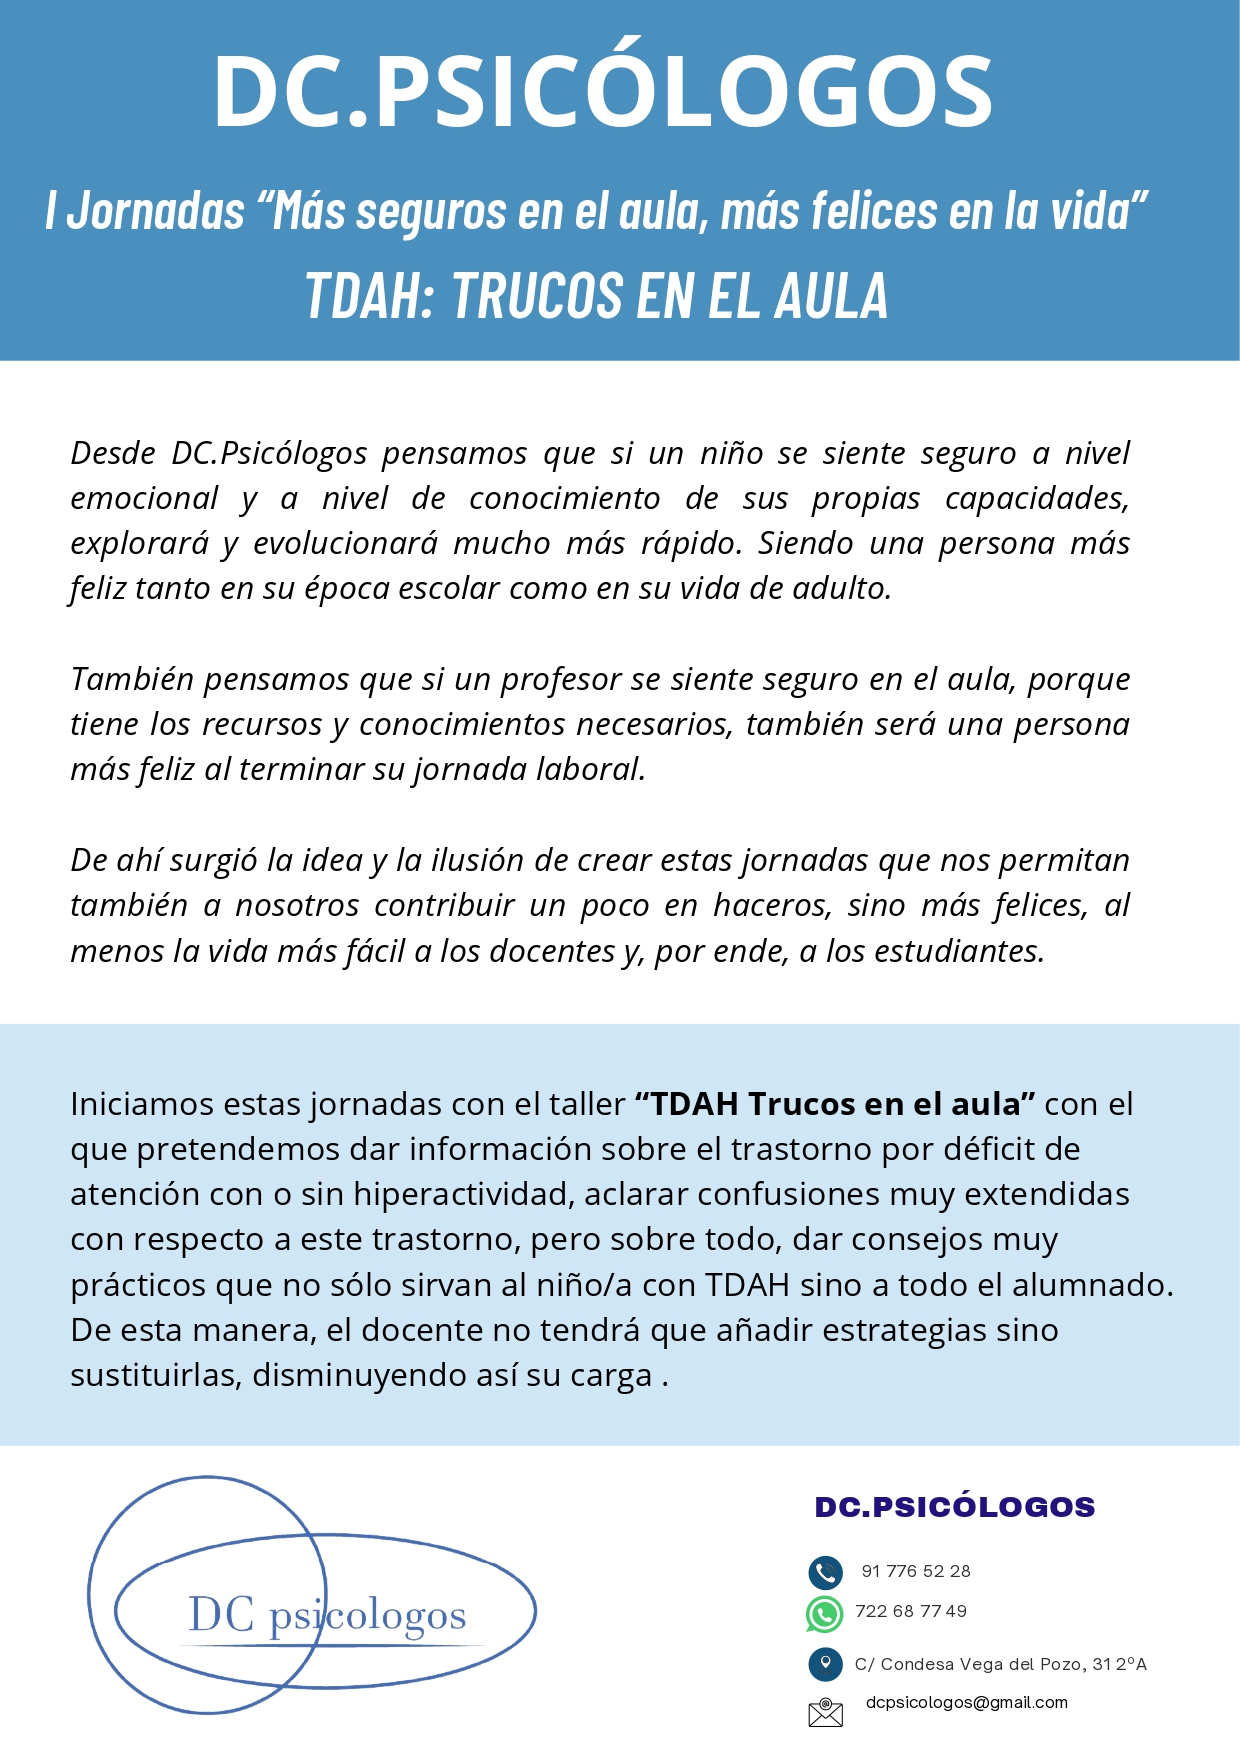 DC.PSICÓLOGOS
I Jornadas “Más seguros en el aula, más felices en la vida”
TDAH: TRUCOS EN EL AULA
Desde DC.Psicólogos pensamos que si un niño se siente seguro a nivel
emocional y a nivel de conocimiento de sus propias capacidades,
explorará y evolucionará mucho más rápido. Siendo una persona más
feliz tanto en su época escolar como en su vida de adulto.
También pensamos que si un profesor se siente seguro en el aula, porque
tiene los recursos y conocimientos necesarios, también será una persona
más feliz al terminar su jornada laboral.
De ahí surgió la idea y la ilusión de crear estas jornadas que nos permitan
también a nosotros contribuir un poco en haceros, sino más felices, al
menos la vida más fácil a los docentes y, por ende, a los estudiantes.
Iniciamos estas jornadas con el taller “TDAH Trucos en el aula” con el
que pretendemos dar información sobre el trastorno por déficit de
atención con o sin hiperactividad, aclarar confusiones muy extendidas
con respecto a este trastorno, pero sobre todo, dar consejos muy
prácticos que no sólo sirvan al niño/a con TDAH sino a todo el alumnado.
De esta manera, el docente no tendrá que añadir estrategias sino
sustituirlas, disminuyendo así su carga .
DC psicologos
DC.PSICÓLOGOS
91 776 52 28
722 68 77 49
C/ Condesa Vega del Pozo, 31 2ºA
dcpsicologos@gmail.com